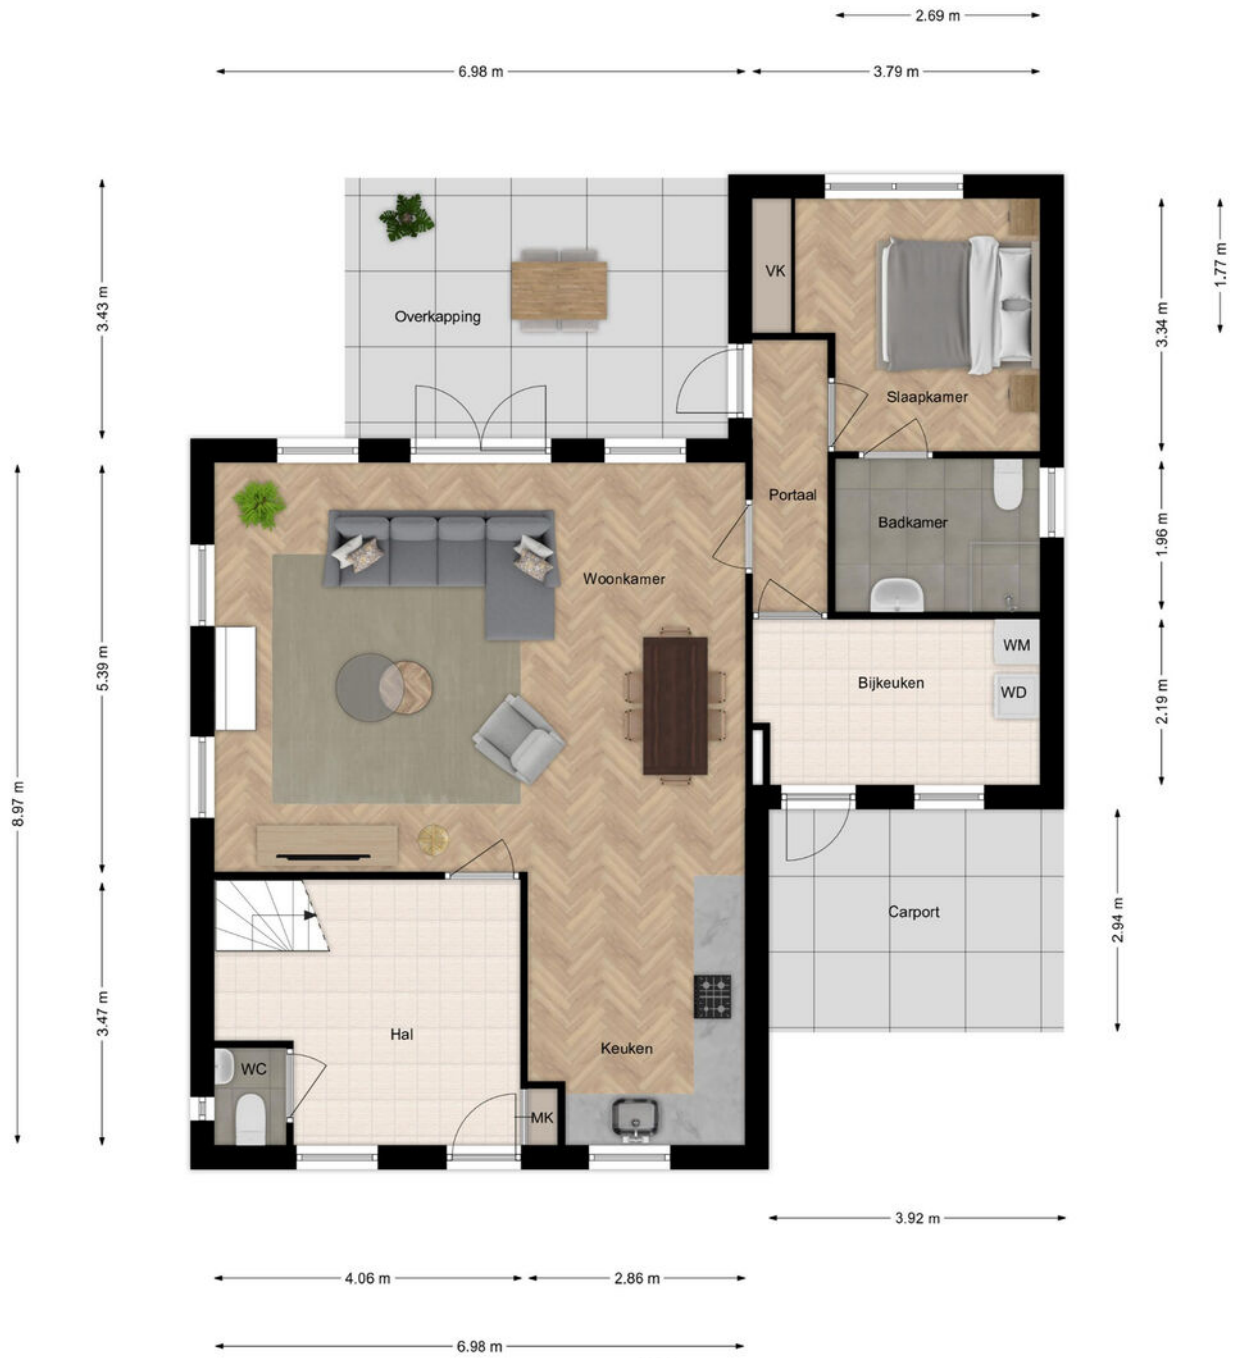 2.69 m
6.98 m
3.79 m
3.43 m
Overkapping
VK
1.77 m
3.34 m
Slaapkamer
Portaal
Badkamer
1.96 m
Woonkamer
8.97 m
5.39 m
Bijkeuken
WM
WD
2.19 m
Carport
2.94 m
3.47 m
Hal
Keuken
WC
MK
3.92 m
4.06 m
2.86 m
6.98 m